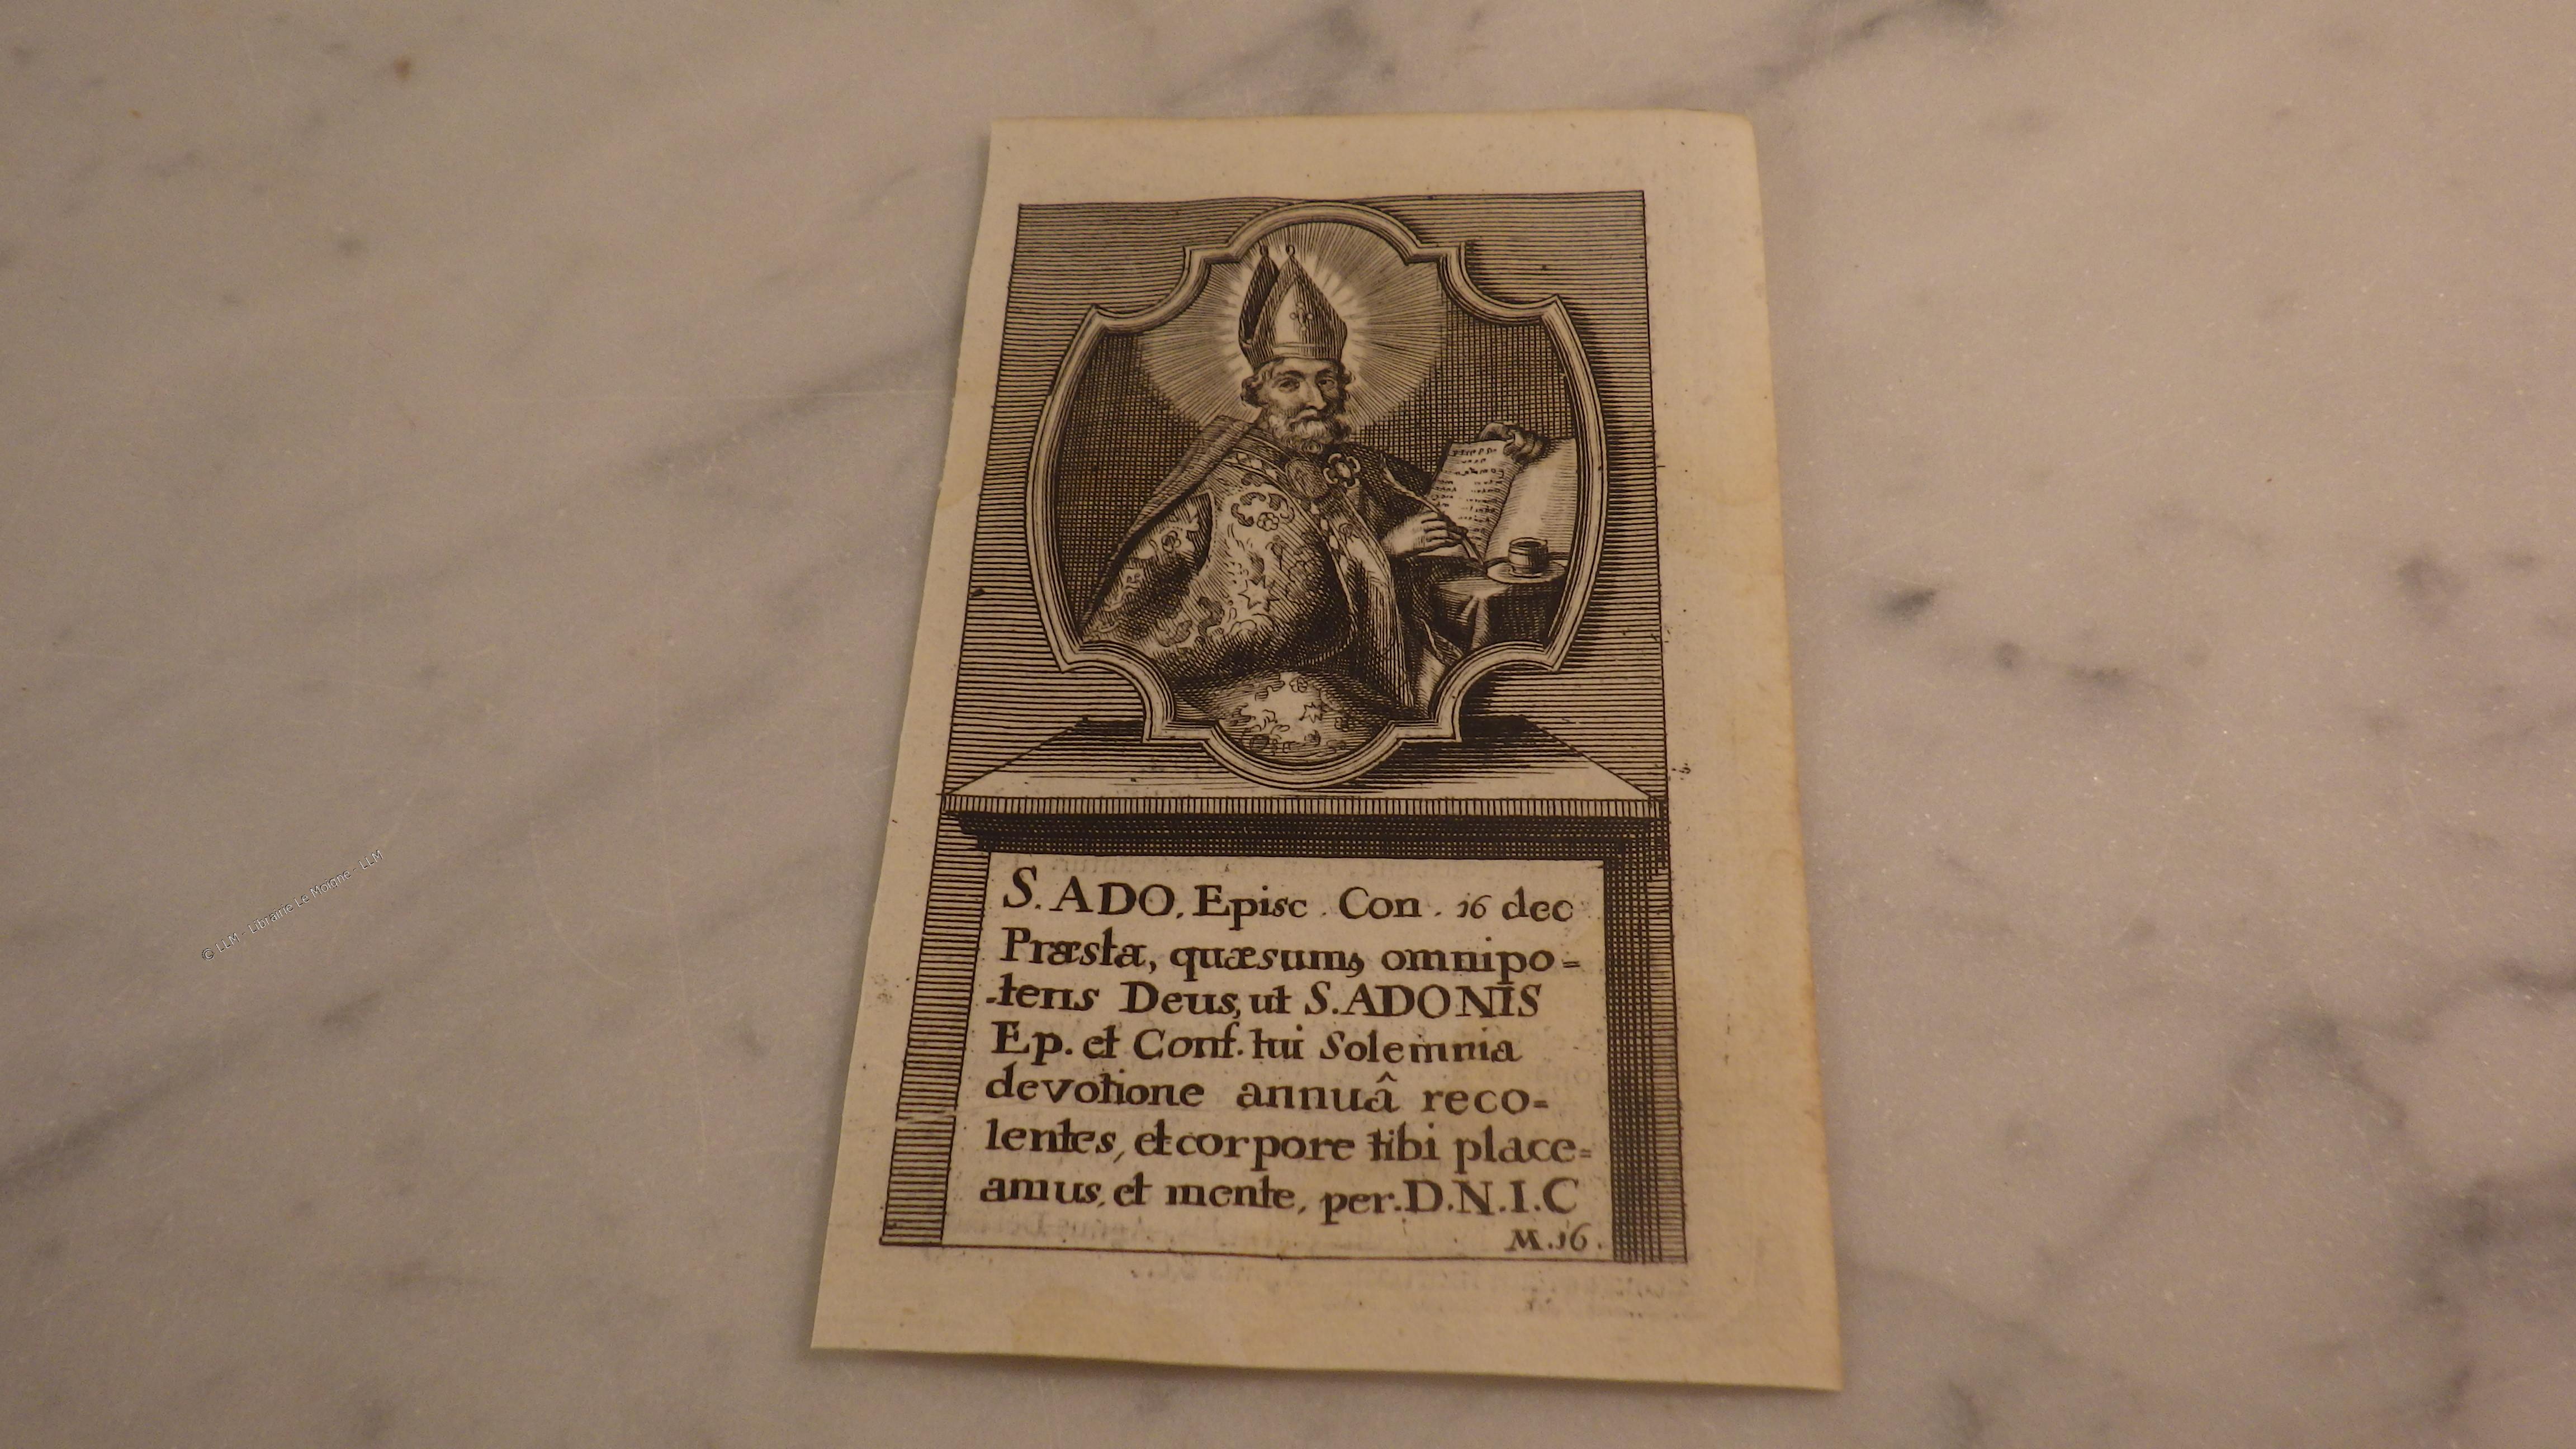 S. ADO. Episc. Con. 16 dec
Præsta, quæsumꝰ omnipo=
-tens Deus, ut S. ADONIS
Ep. et Conf. tui Solemnia
devotione annuâ reco=
lentes, et corpore tibi place=
amus, et mente, per. D.N.I.C
M.16.
© LLM - Librairie Le Moigne - LLM